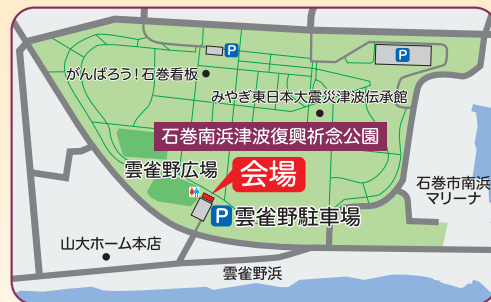 P
P
がんばろう！石巻看板
みやぎ東日本大震災津波伝承館
石巻南浜津波復興祈念公園
雲雀野広場
会場
石巻市南浜
マリーナ
P 雲雀野駐車場
山大ホーム本店
雲雀野浜